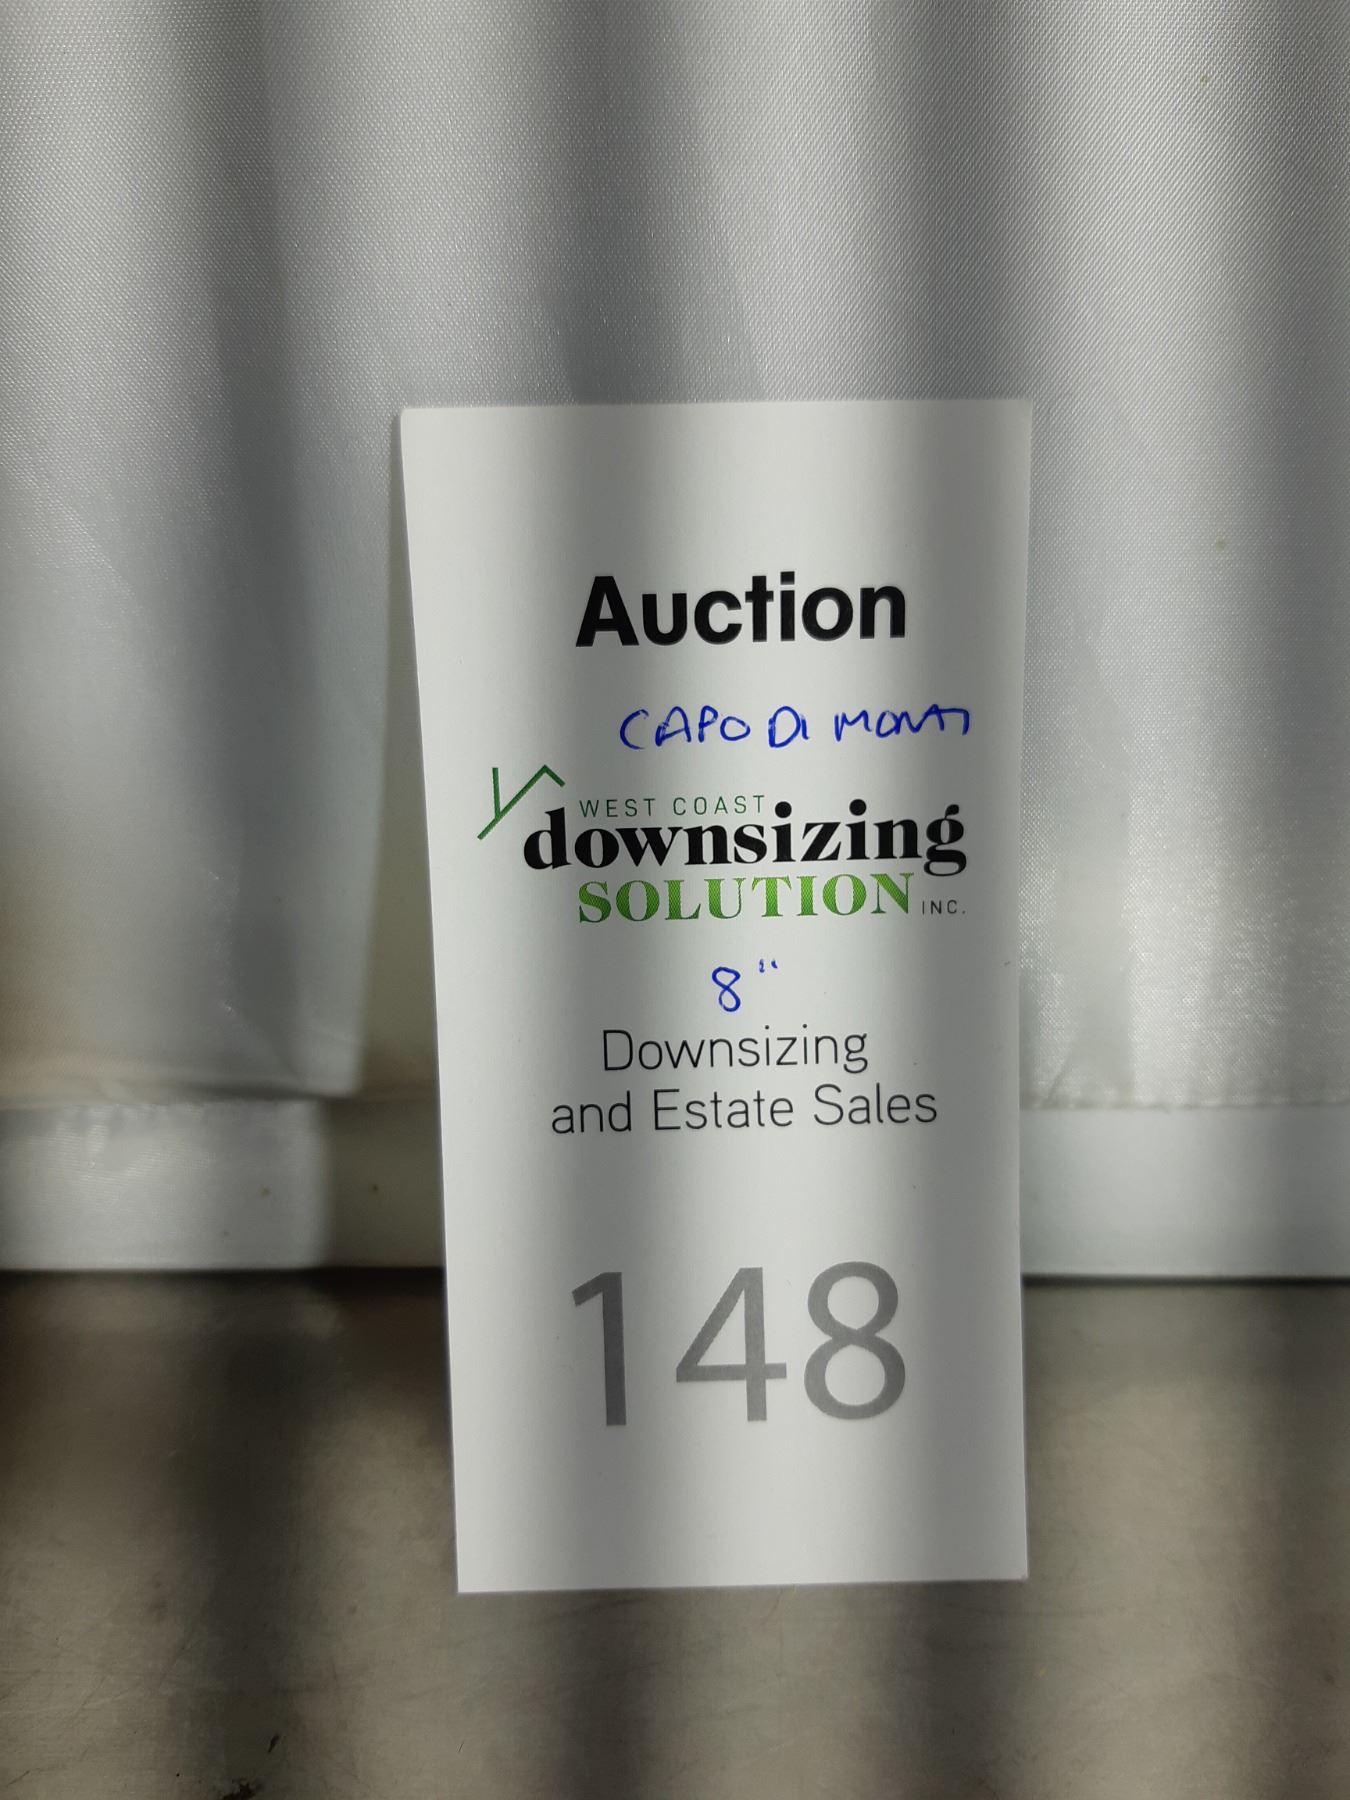 Auction
CAPO DI MONTI
WEST COAST
downsizing
SOLUTION INC.
8"
Downsizing
and Estate Sales
148